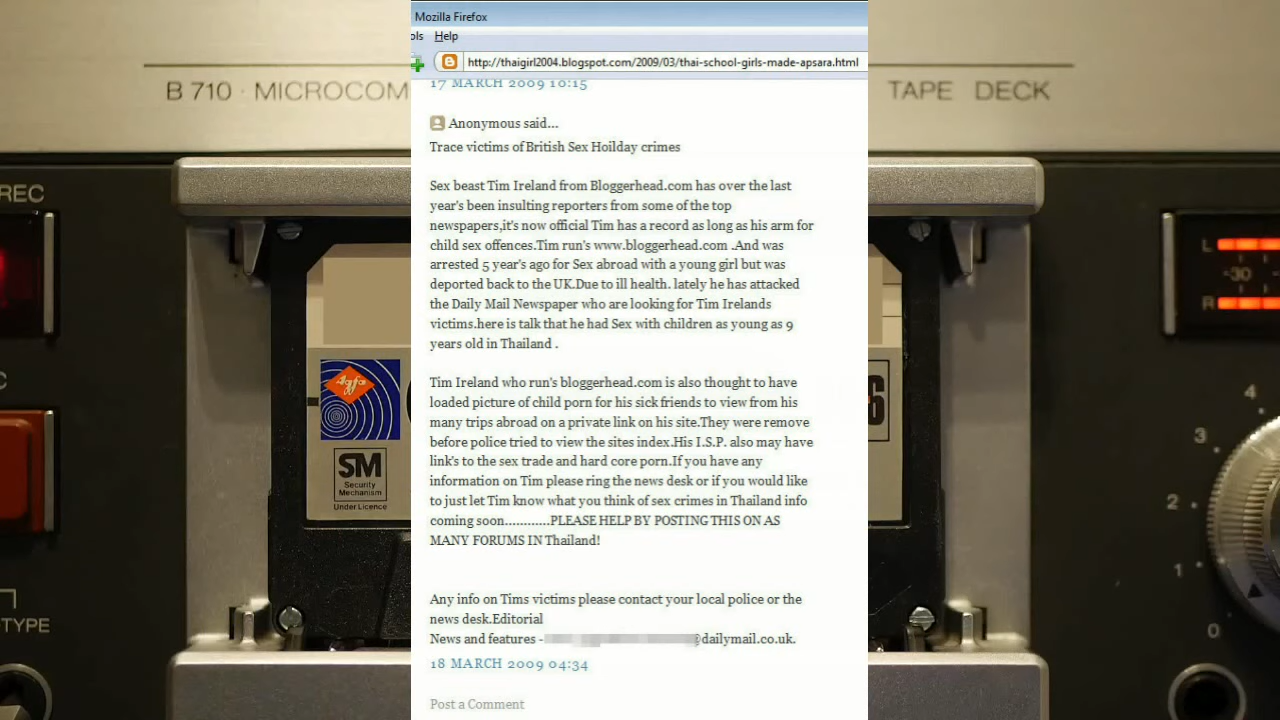 Mozilla Firefox
ols Help
http://thaigirl2004.blogspot.com/2009/03/thai-school-girls-made-apsara.html
17 MARCH 2009 10:15
B 710 · MICROCOM
TAPE DECK
Anonymous said...
Trace victims of British Sex Hoilday crimes
Sex beast Tim Ireland from Bloggerhead.com has over the last
year's been insulting reporters from some of the top
newspapers,it's now official Tim has a record as long as his arm for
child sex offences.Tim run's www.bloggerhead.com .And was
arrested 5 year's ago for Sex abroad with a young girl but was
deported back to the UK.Due to ill health. lately he has attacked
the Daily Mail Newspaper who are looking for Tim Irelands
victims.here is talk that he had Sex with children as young as 9
years old in Thailand .
Tim Ireland who run's bloggerhead.com is also thought to have
loaded picture of child porn for his sick friends to view from his
many trips abroad on a private link on his site.They were remove
before police tried to view the sites index.His I.S.P. also may have
link's to the sex trade and hard core porn.If you have any
information on Tim please ring the news desk or if you would like
to just let Tim know what you think of sex crimes in Thailand info
coming soon............PLEASE HELP BY POSTING THIS ON AS
MANY FORUMS IN Thailand!
Any info on Tims victims please contact your local police or the
news desk.Editorial
News and features - @dailymail.co.uk.
18 MARCH 2009 04:34
Post a Comment
REC
TYPE
Agfa
SM
Security
Mechanism
Under Licence
L
-30
R
4
3
2
1
0